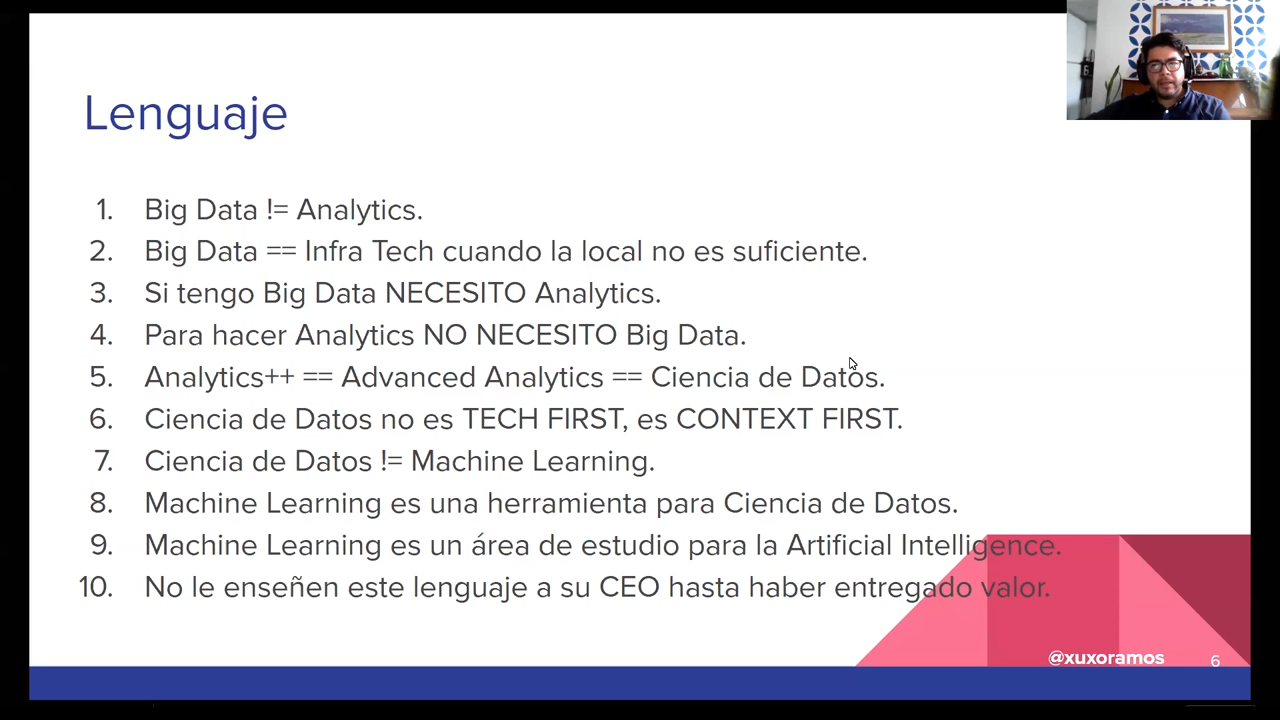 Lenguaje
1. Big Data != Analytics.
2. Big Data == Infra Tech cuando la local no es suficiente.
3. Si tengo Big Data NECESITO Analytics.
4. Para hacer Analytics NO NECESITO Big Data.
5. Analytics++ == Advanced Analytics == Ciencia de Datos.
6. Ciencia de Datos no es TECH FIRST, es CONTEXT FIRST.
7. Ciencia de Datos != Machine Learning.
8. Machine Learning es una herramienta para Ciencia de Datos.
9. Machine Learning es un área de estudio para la Artificial Intelligence.
10. No le enseñen este lenguaje a su CEO hasta haber entregado valor.
@xuxoramos
6